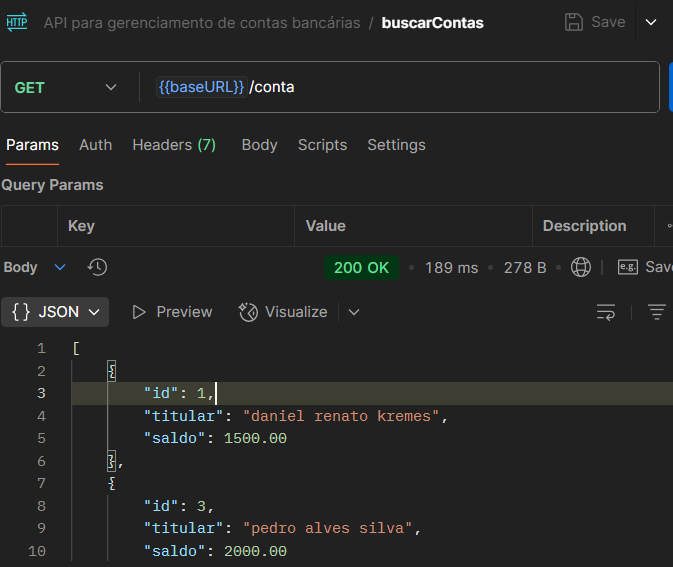 HTTP API para gerenciamento de contas bancárias / buscarContas Save
GET {{baseURL}} /conta
Params Auth Headers (7) Body Scripts Settings
Query Params
Key Value Description
Body 200 OK • 189 ms • 278 B • e.g. Sav
{} JSON Preview Visualize
1 [
2 {
3 "id": 1,
4 "titular": "daniel renato kremes",
5 "saldo": 1500.00
6 },
7 {
8 "id": 3,
9 "titular": "pedro alves silva",
10 "saldo": 2000.00